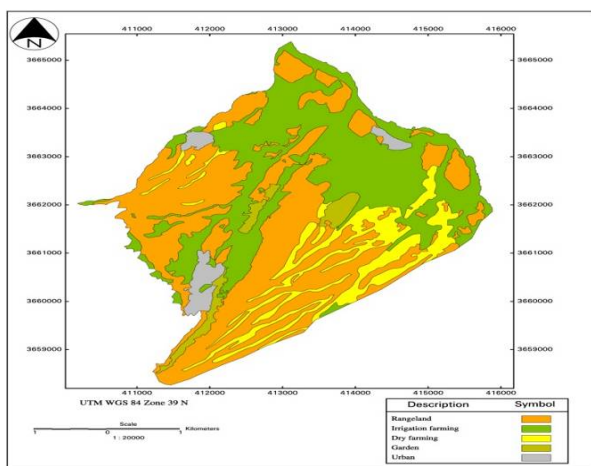 411000 412000 413000 414000 415000 416000
N
3665000 3665000
3664000 3664000
3663000 3663000
3662000 3662000
3661000 3661000
3660000 3660000
3659000 3659000
411000 412000 413000 414000 415000 416000
UTM WGS 84 Zone 39 N
Scale
1 0 1 Kilometers
1 : 20000
Description Symbol
Rangeland
Irrigation farming
Dry farming
Garden
Urban